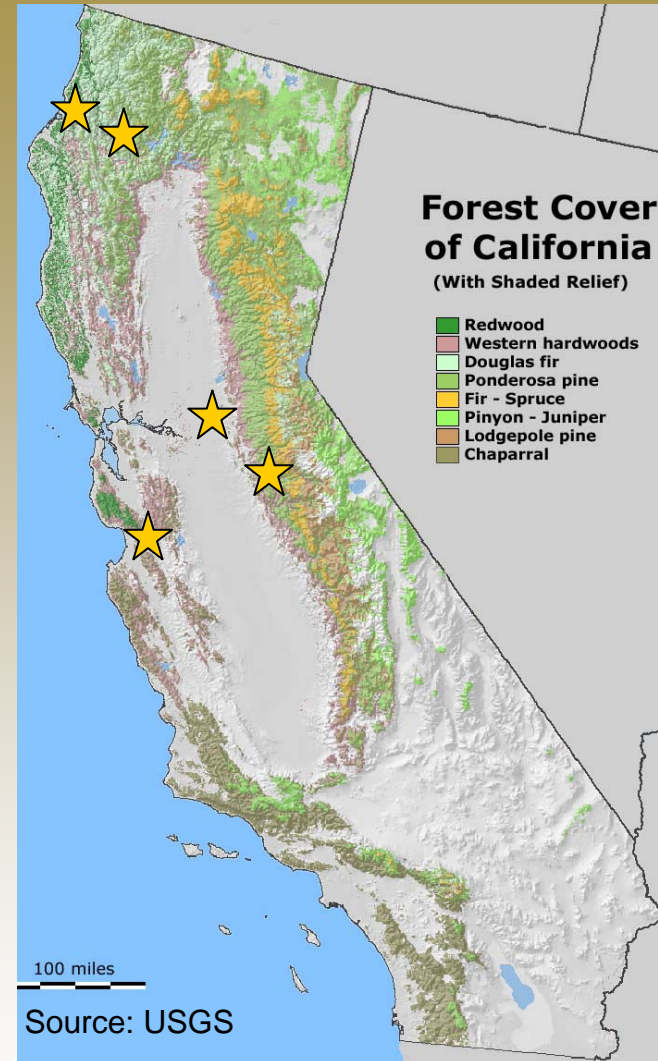 Forest Cover
of California
(With Shaded Relief)
Redwood
Western hardwoods
Douglas fir
Ponderosa pine
Fir - Spruce
Pinyon - Juniper
Lodgepole pine
Chaparral
100 miles
Source: USGS